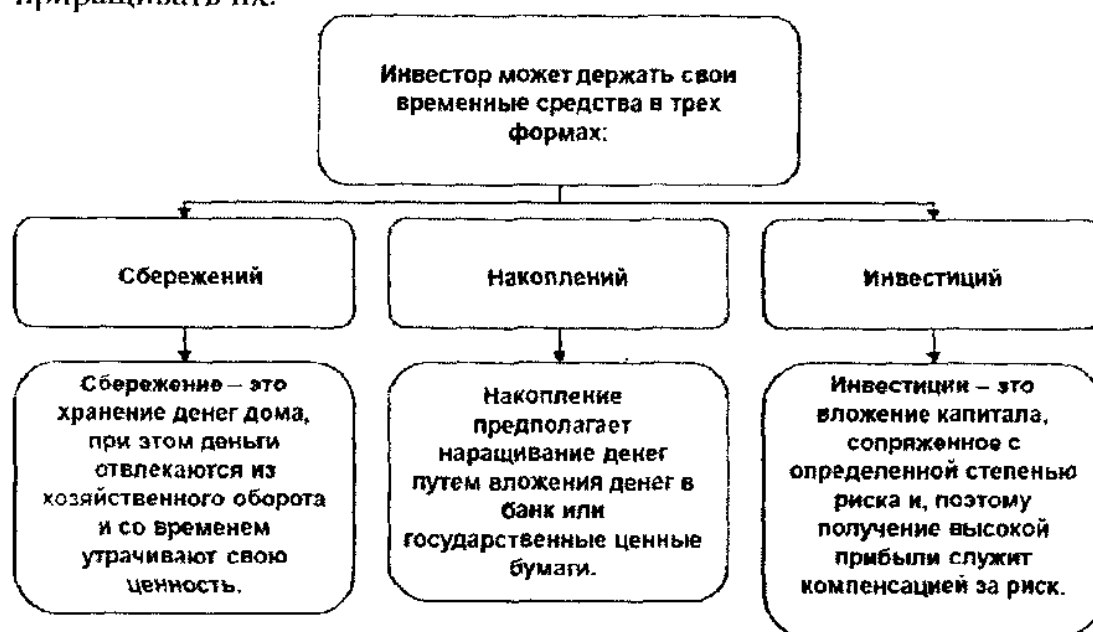 приращивать их.
Инвестор может держать свои
временные средства в трех
формах:
Сбережений
Накоплений
Инвестиций
Сбережение – это
хранение денег дома,
при этом деньги
отвлекаются из
хозяйственного оборота
и со временем
утрачивают свою
ценность.
Накопление
предполагает
наращивание денег
путем вложения денег в
банк или
государственные ценные
бумаги.
Инвестиции – это
вложение капитала,
сопряженное с
определенной степенью
риска и, поэтому
получение высокой
прибыли служит
компенсацией за риск.